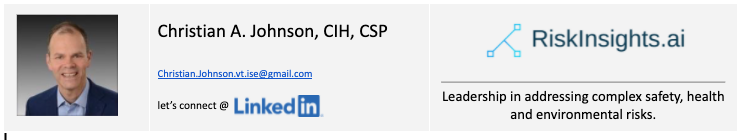 Christian A. Johnson, CIH, CSP
Christian.Johnson.vt.ise@gmail.com
let's connect @ LinkedIn
RiskInsights.ai
Leadership in addressing complex safety, health
and environmental risks.